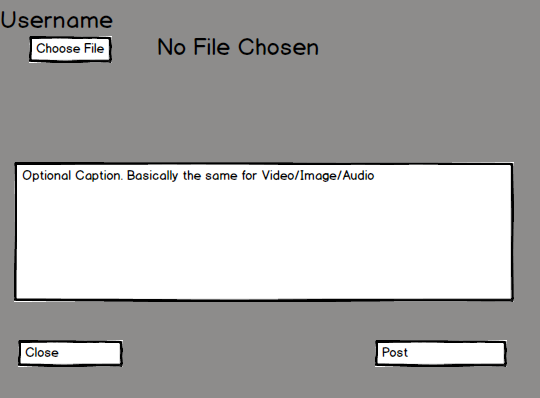 Username
Choose File
No File Chosen
Optional Caption. Basically the same for Video/Image/Audio
Close
Post